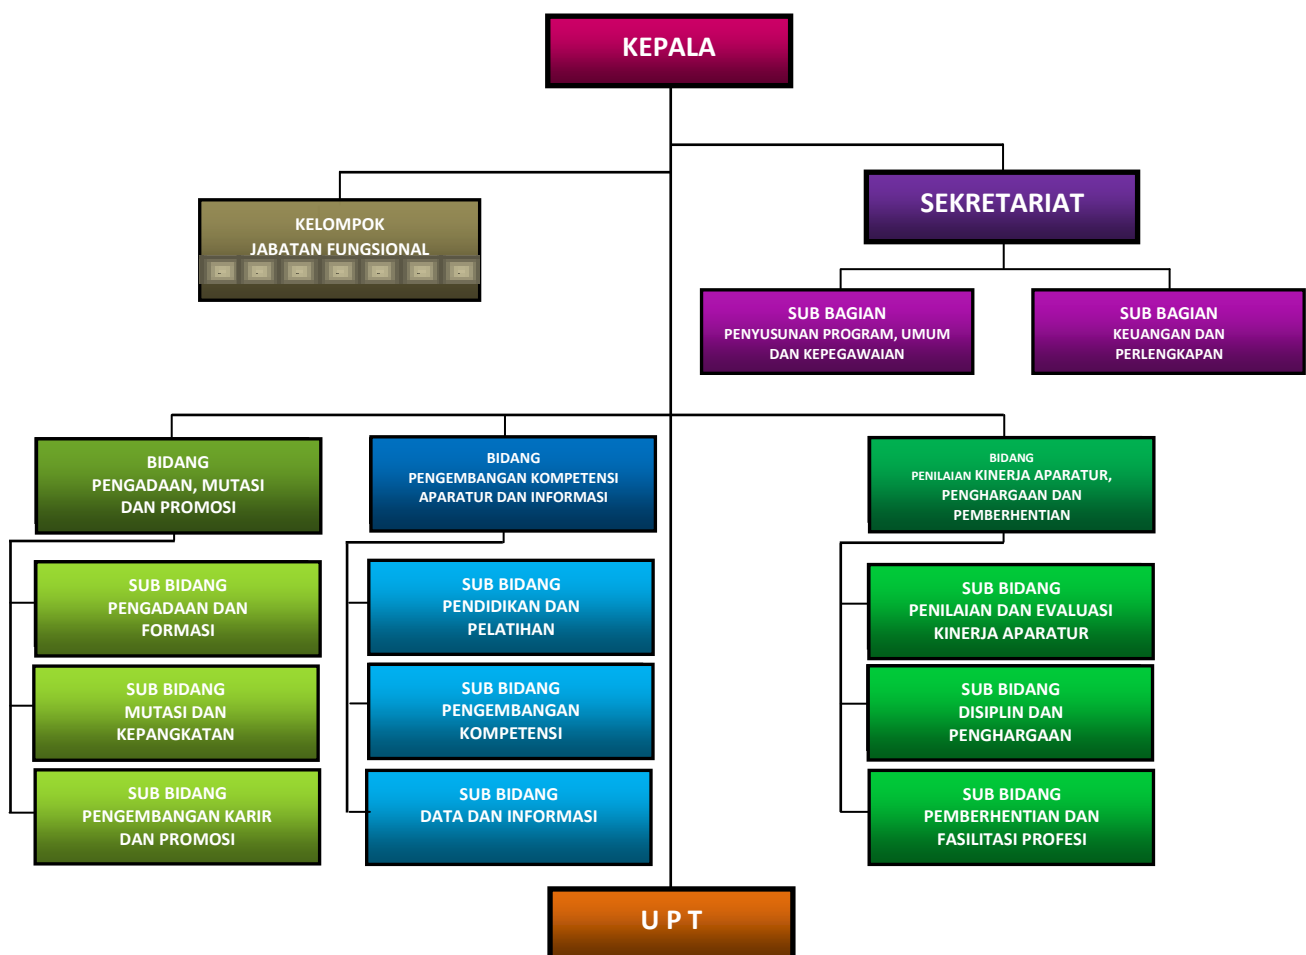 KEPALA
SEKRETARIAT
KELOMPOK
JABATAN FUNGSIONAL
- - - - - - -
SUB BAGIAN
PENYUSUNAN PROGRAM, UMUM
DAN KEPEGAWAIAN
SUB BAGIAN
KEUANGAN DAN
PERLENGKAPAN
BIDANG
PENGADAAN, MUTASI
DAN PROMOSI
BIDANG
PENGEMBANGAN KOMPETENSI
APARATUR DAN INFORMASI
BIDANG
PENILAIAN KINERJA APARATUR,
PENGHARGAAN DAN
PEMBERHENTIAN
SUB BIDANG
PENGADAAN DAN
FORMASI
SUB BIDANG
PENDIDIKAN DAN
PELATIHAN
SUB BIDANG
PENILAIAN DAN EVALUASI
KINERJA APARATUR
SUB BIDANG
MUTASI DAN
KEPANGKATAN
SUB BIDANG
PENGEMBANGAN
KOMPETENSI
SUB BIDANG
DISIPLIN DAN
PENGHARGAAN
SUB BIDANG
PENGEMBANGAN KARIR
DAN PROMOSI
SUB BIDANG
DATA DAN INFORMASI
SUB BIDANG
PEMBERHENTIAN DAN
FASILITASI PROFESI
U P T